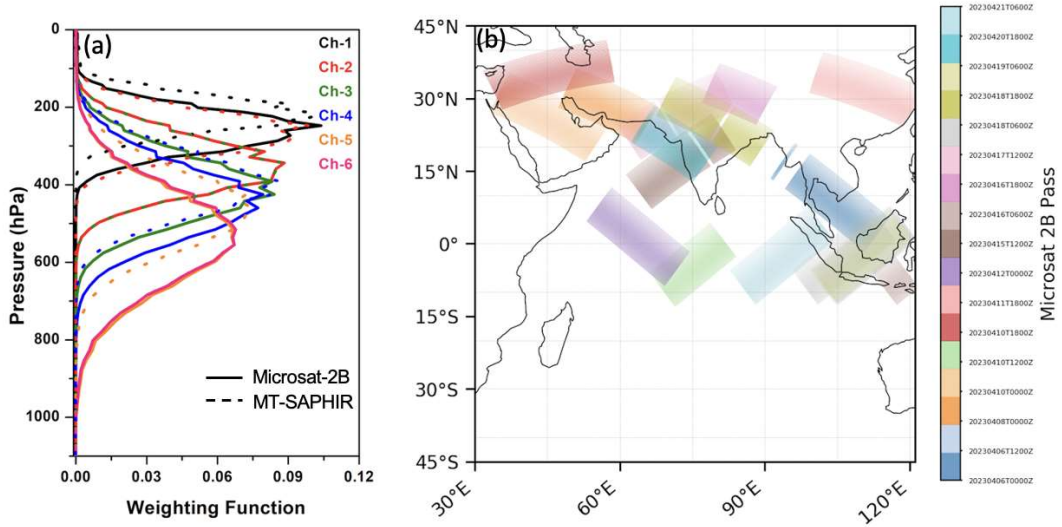 (a)
Ch-1
Ch-2
Ch-3
Ch-4
Ch-5
Ch-6
0
200
400
600
800
1000
Pressure (hPa)
Microsat-2B
MT-SAPHIR
0.00
0.03
0.06
0.09
0.12
Weighting Function
(b)
45°N
30°N
15°N
0°
15°S
30°S
45°S
30°E
60°E
90°E
120°E
20230421T0600Z
20230420T1800Z
20230419T0600Z
20230418T1800Z
20230418T0600Z
20230417T1200Z
20230416T1800Z
20230416T0600Z
20230415T1200Z
20230412T0000Z
20230411T1800Z
20230410T1800Z
20230410T1200Z
20230410T0000Z
20230408T0000Z
20230406T1200Z
20230406T0000Z
Microsat 2B Pass